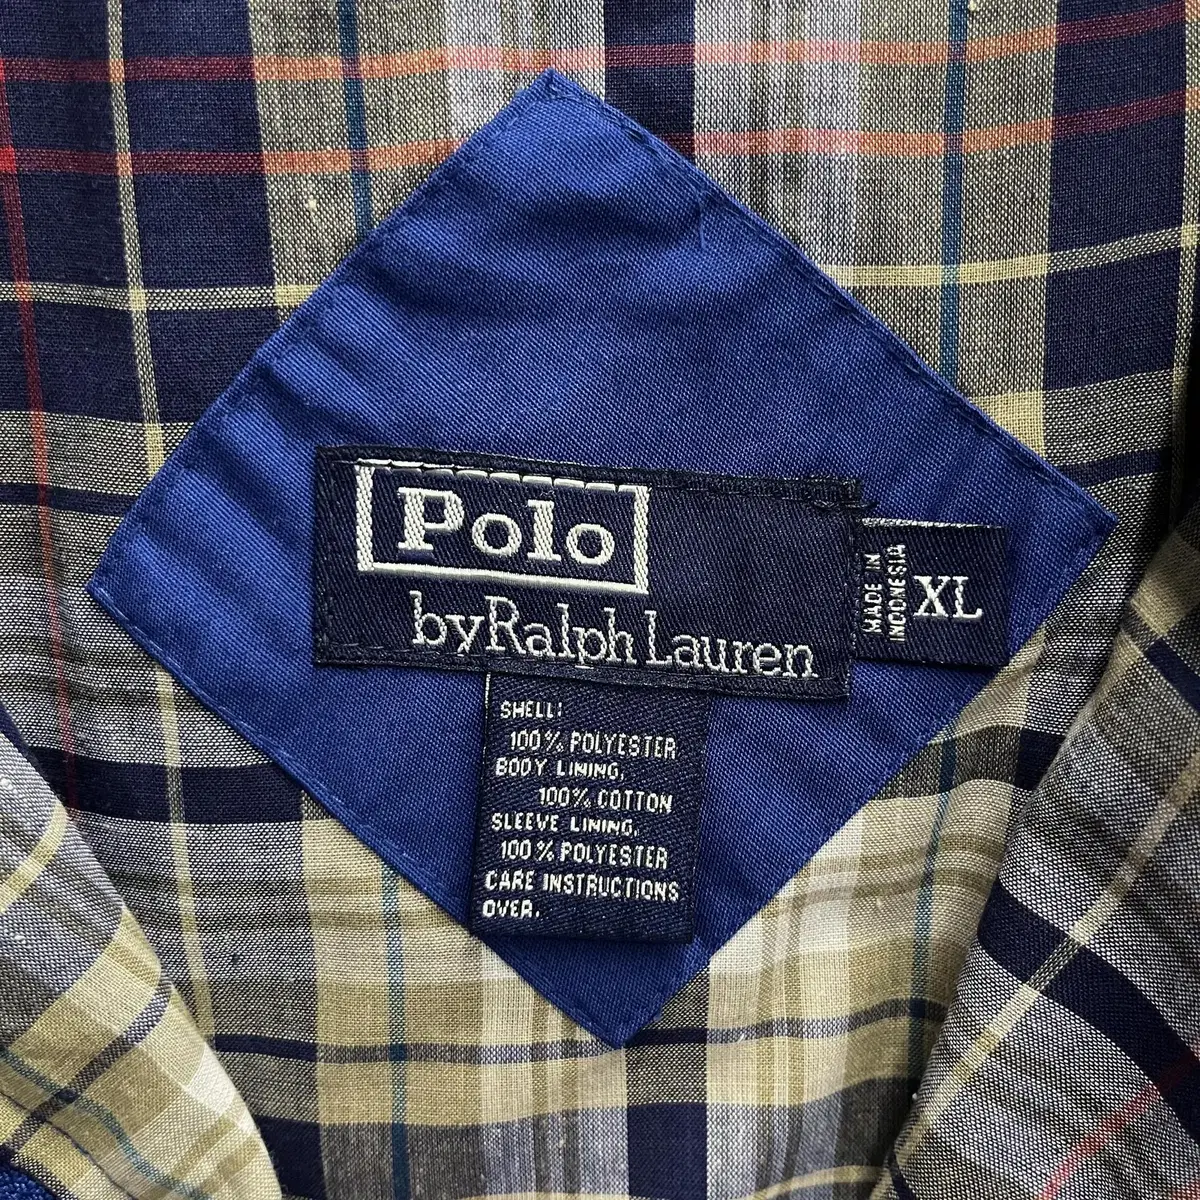 Polo
by Ralph Lauren
MADE IN
INDONESIA
XL
SHELL:
100% POLYESTER
BODY LINING,
100% COTTON
SLEEVE LINING,
100% POLYESTER
CARE INSTRUCTIONS
OVER.